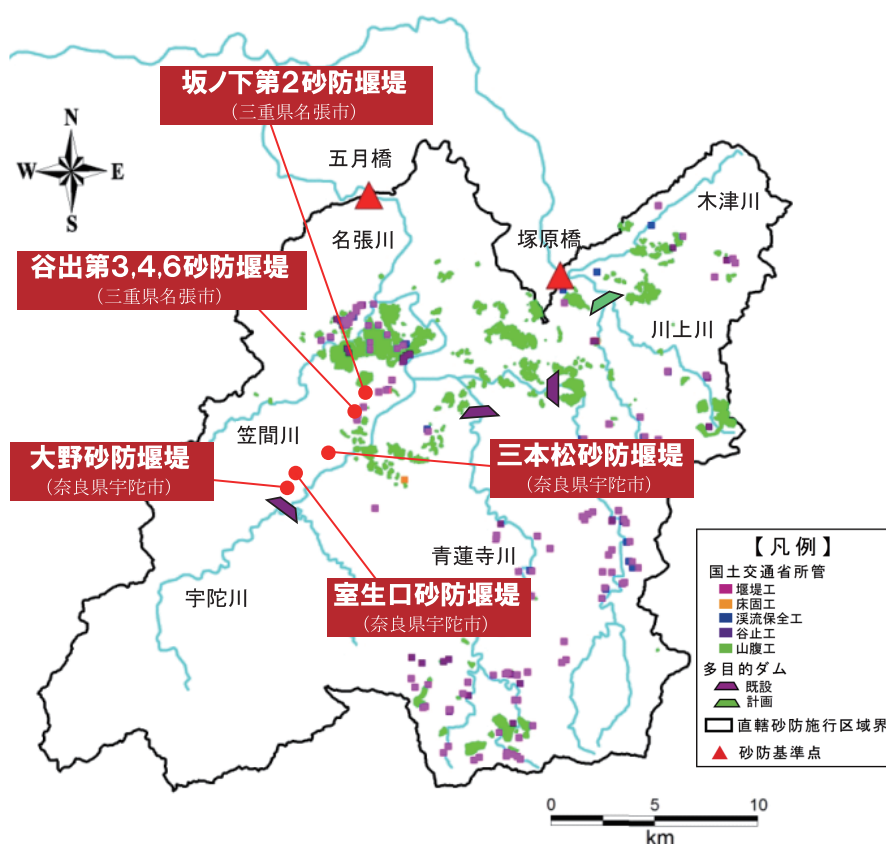 坂ノ下第2砂防堰堤
(三重県名張市)
N
W
E
S
五月橋
木津川
名張川
塚原橋
谷出第3,4,6砂防堰堤
(三重県名張市)
川上川
笠間川
大野砂防堰堤
(奈良県宇陀市)
三本松砂防堰堤
(奈良県宇陀市)
青蓮寺川
宇陀川
室生口砂防堰堤
(奈良県宇陀市)
【凡例】
国土交通省所管
堰堤工
床固工
渓流保全工
谷止工
山腹工
多目的ダム
既設
計画
直轄砂防施行区域界
砂防基準点
0 5 10
km